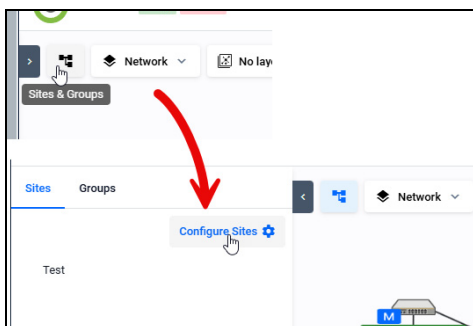 Network
No lay
Sites & Groups
Sites Groups
Network
Configure Sites
Test
M